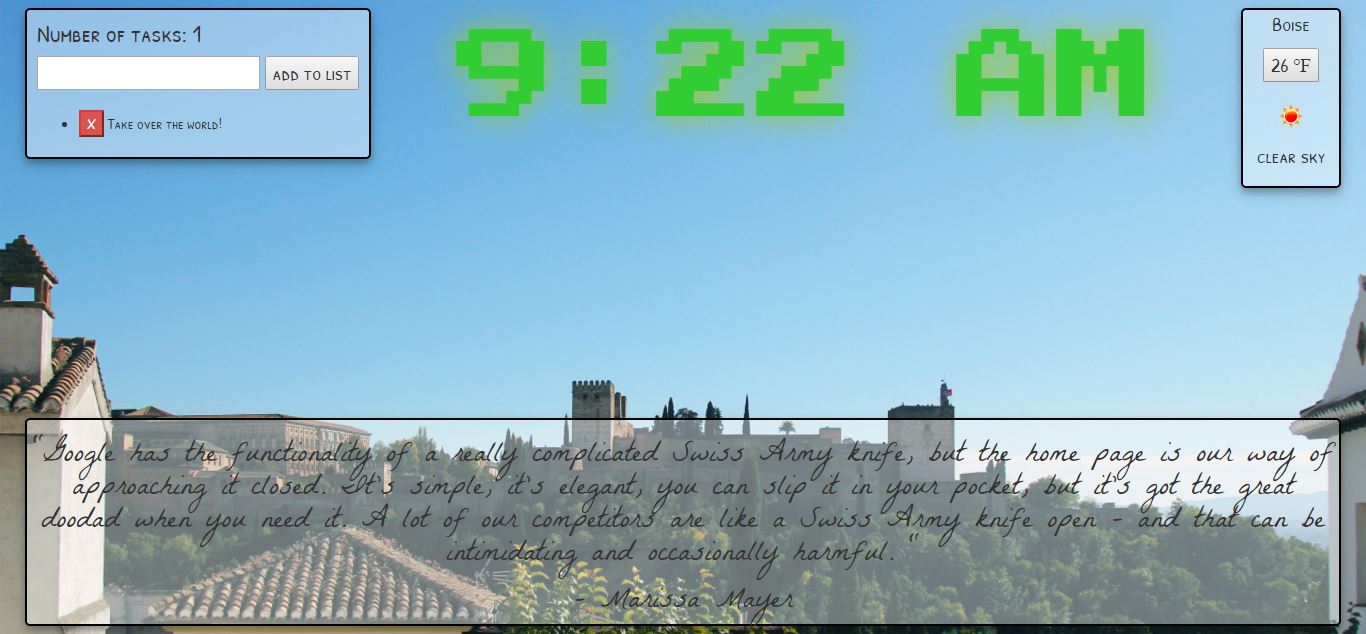 Number of tasks: 1
ADD TO LIST
X Take over the world!
9:22 AM
Boise
26 °F
CLEAR SKY
“Google has the functionality of a really complicated Swiss Army knife, but the home page is our way of
approaching it closed. It's simple, it's elegant, you can slip it in your pocket, but it's got the great
doodad when you need it. A lot of our competitors are like a Swiss Army knife open - and that can be
intimidating and occasionally harmful. “
- Marissa Mayer